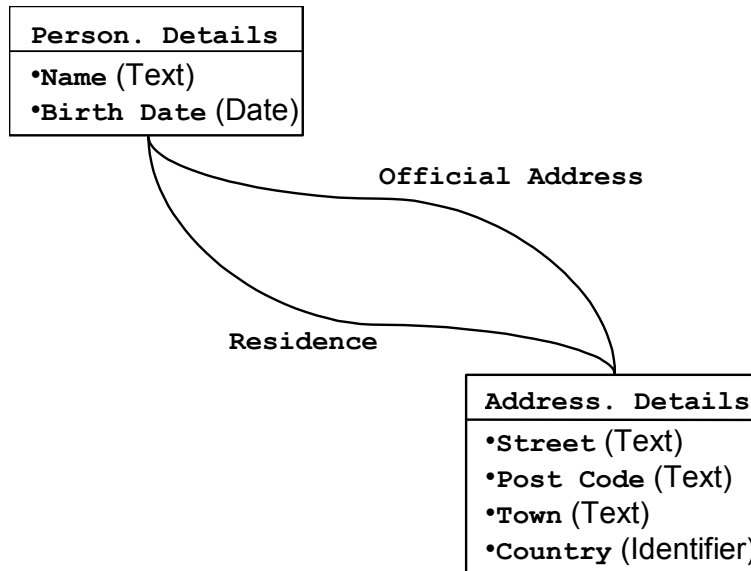 Person. Details
•Name (Text)
•Birth Date (Date)
Official Address
Residence
Address. Details
•Street (Text)
•Post Code (Text)
•Town (Text)
•Country (Identifier)